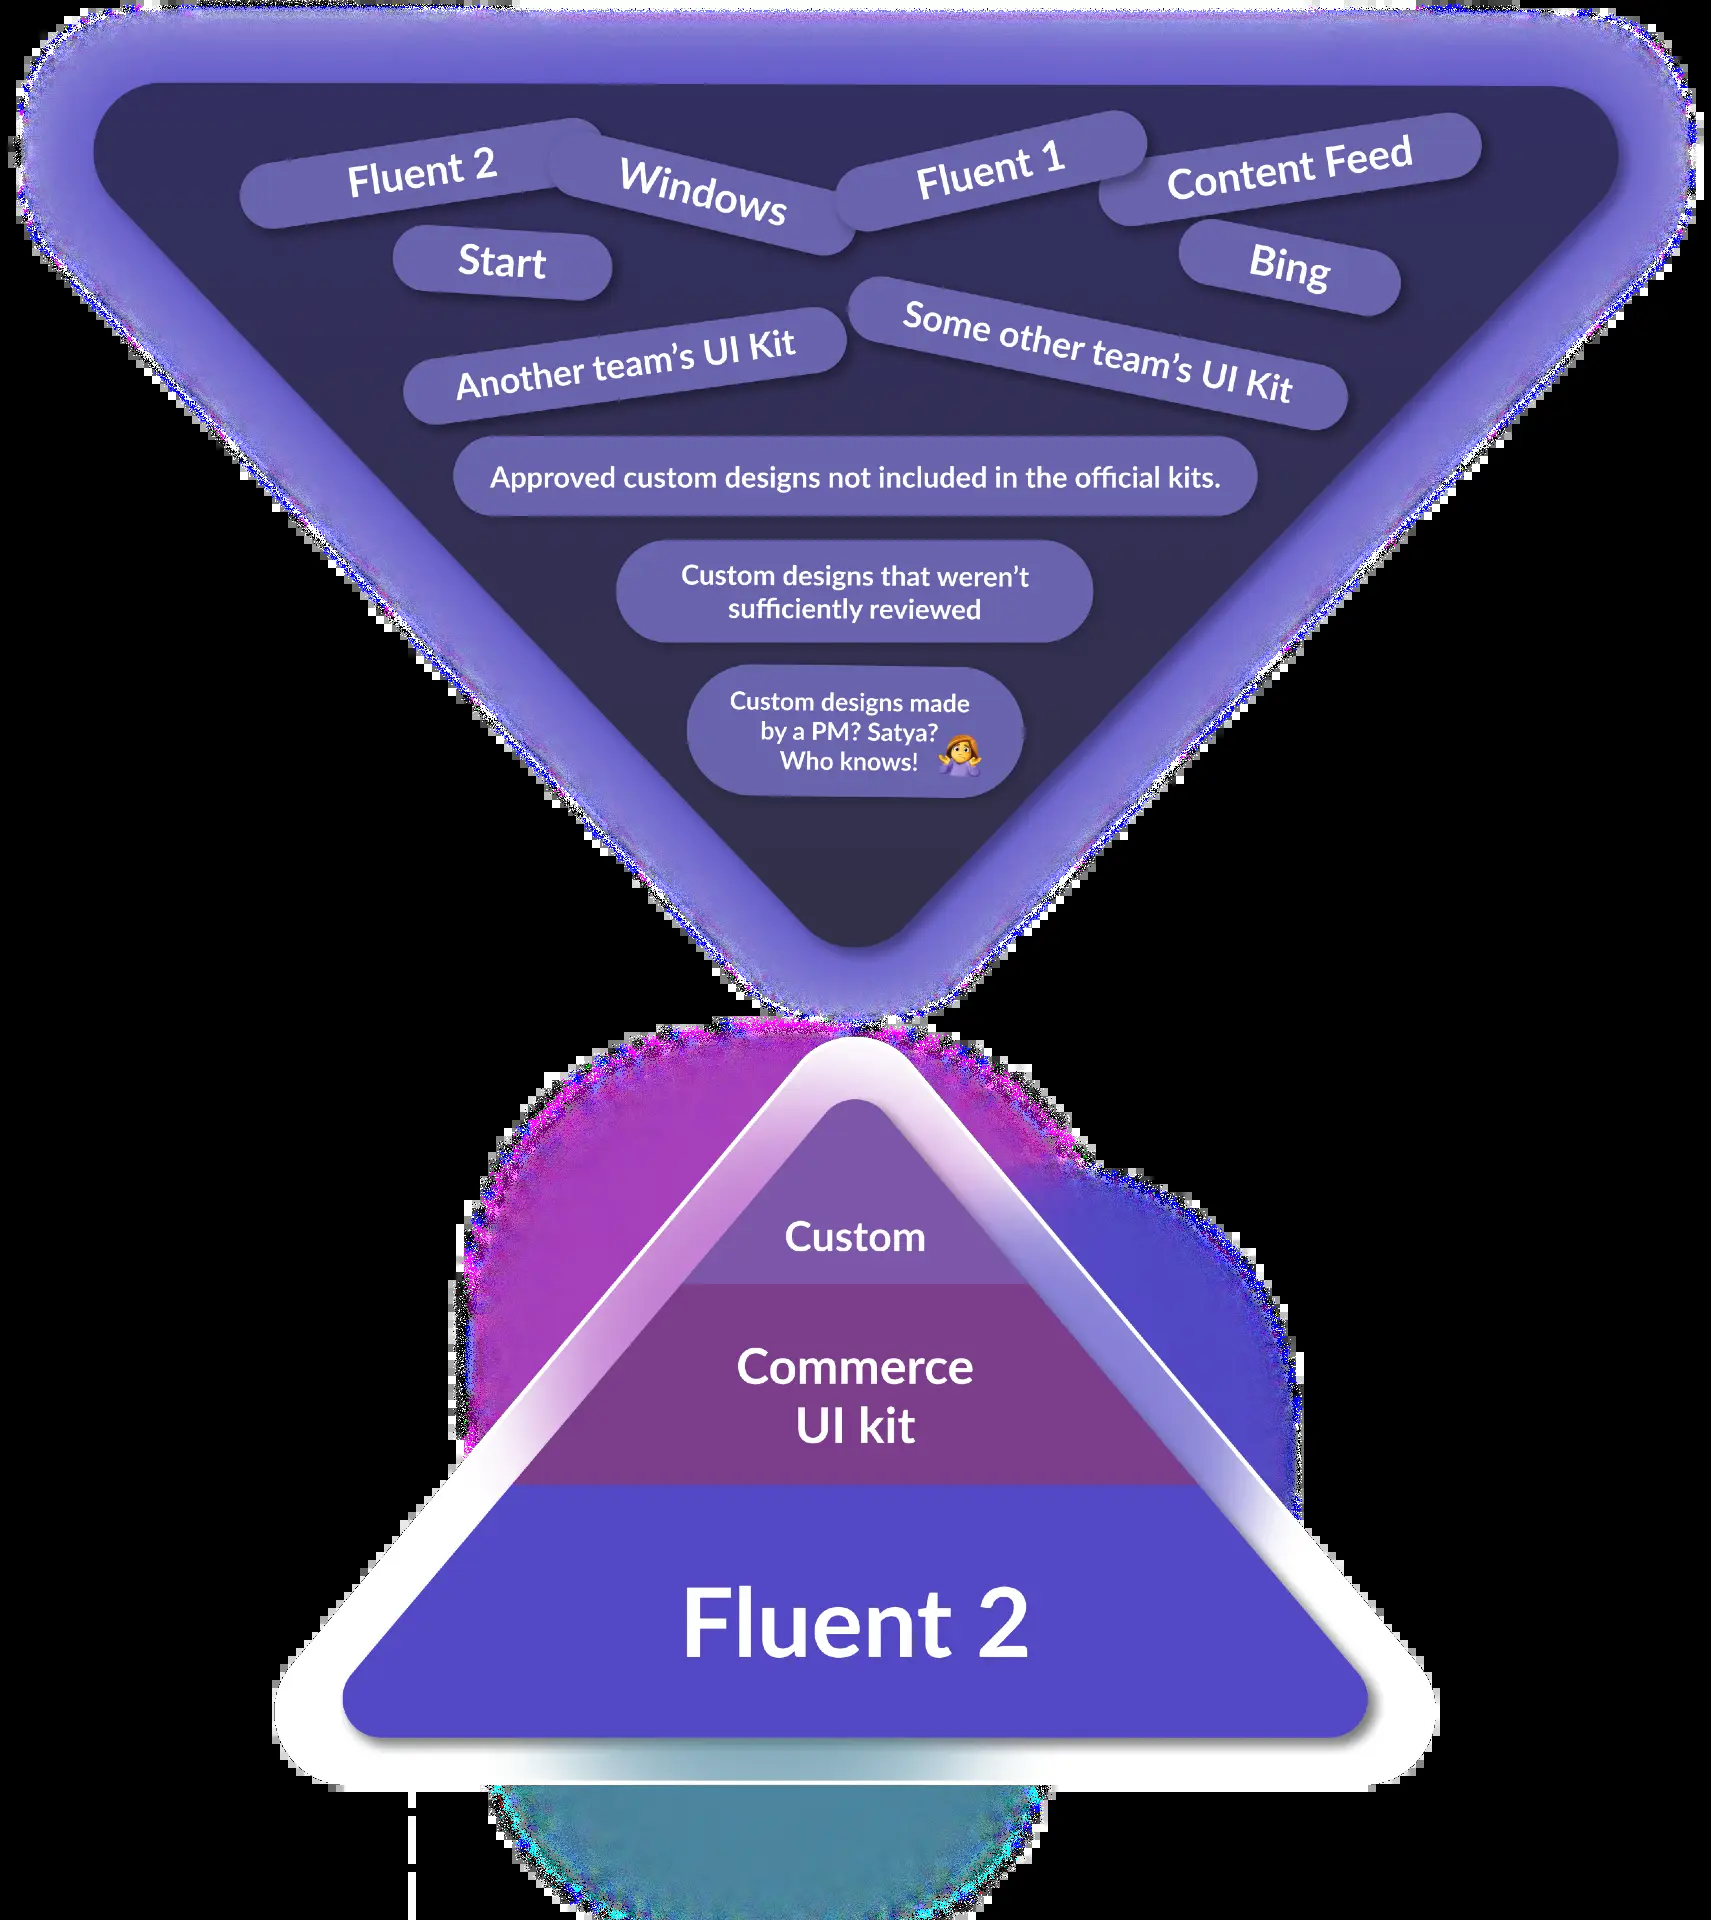 Fluent 2
Windows
Fluent 1
Content Feed
Start
Bing
Another team’s UI Kit
Some other team’s UI Kit
Approved custom designs not included in the official kits.
Custom designs that weren’t
sufficiently reviewed
Custom designs made
by a PM? Satya?
Who knows!
Custom
Commerce
UI kit
Fluent 2